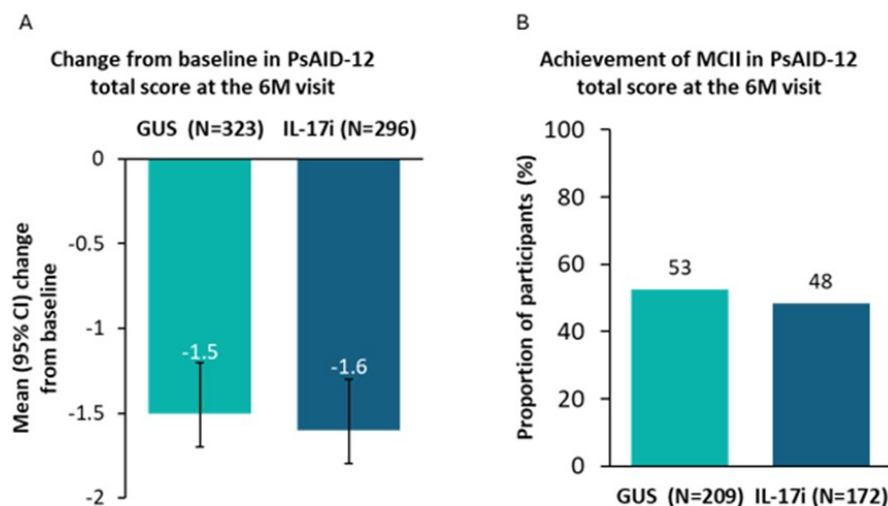 A
Change from baseline in PsAID-12
total score at the 6M visit
GUS (N=323) IL-17i (N=296)
Mean (95% CI) change
from baseline
0
-0.5
-1
-1.5
-2
-1.5
-1.6
B
Achievement of MCII in PsAID-12
total score at the 6M visit
Proportion of participants (%)
100
80
60
40
20
0
53
48
GUS (N=209) IL-17i (N=172)